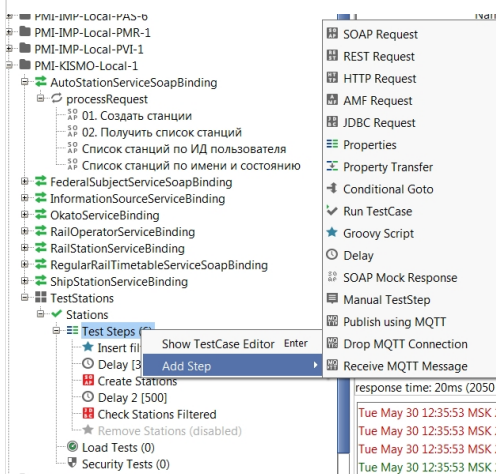 PMI-IMP-Local-PAS-6
PMI-IMP-Local-PMR-1
PMI-IMP-Local-PVI-1
PMI-KISMO-Local-1
AutoStationServiceSoapBinding
processRequest
01. Создать станции
02. Получить список станций
Список станций по ИД пользователя
Список станций по имени и состоянию
FederalSubjectServiceSoapBinding
InformationSourceServiceBinding
OkatoServiceBinding
RailOperatorServiceBinding
RailStationServiceBinding
RegularRailTimetableServiceSoapBinding
ShipStationServiceBinding
TestStations
Stations
Test Steps (6)
Insert fil
Delay [3
Create Stations
Delay 2 [500]
Check Stations Filtered
Remove Stations (disabled)
Load Tests (0)
Security Tests (0)
Show TestCase Editor Enter
Add Step
Nam
SOAP Request
REST Request
HTTP Request
AMF Request
JDBC Request
Properties
Property Transfer
Conditional Goto
Run TestCase
Groovy Script
Delay
SOAP Mock Response
Manual TestStep
Publish using MQTT
Drop MQTT Connection
Receive MQTT Message
response time: 20ms (2050
Tue May 30 12:35:53 MSK
Tue May 30 12:35:53 MSK
Tue May 30 12:35:53 MSK
Tue May 30 12:35:53 MSK